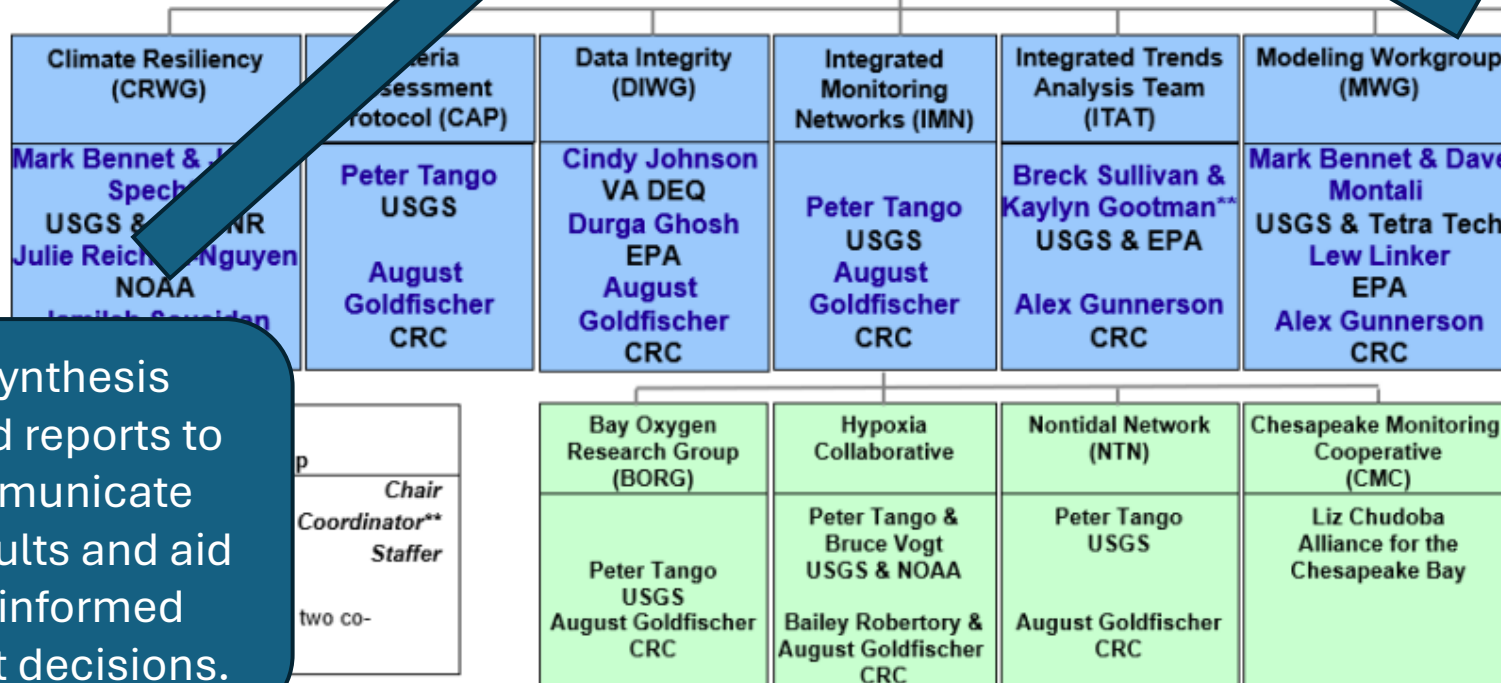 Climate Resiliency
(CRWG)
Mark Bennet &
USGS &
NOAA
Protocol (CAP)
Peter Tango
USGS
August
Goldfischer
CRC
Data Integrity
(DIWG)
Cindy Johnson
VA DEQ
Durga Ghosh
EPA
August
Goldfischer
CRC
Integrated
Monitoring
Networks (IMN)
Peter Tango
USGS
August
Goldfischer
CRC
Integrated Trends
Analysis Team
(ITAT)
Breck Sullivan &
Kaylyn Gootman**
USGS & EPA
Alex Gunnerson
CRC
Modeling Workgroup
(MWG)
Mark Bennet & Dave
Montali
USGS & Tetra Tech
Lew Linker
EPA
Alex Gunnerson
CRC
ynthesis
d reports to
municate
ults and aid
informed
t decisions.
p
Chair
Coordinator**
Staffer
two co-
Bay Oxygen
Research Group
(BORG)
Peter Tango
USGS
August Goldfischer
CRC
Hypoxia
Collaborative
Peter Tango &
Bruce Vogt
USGS & NOAA
Bailey Robertory &
August Goldfischer
CRC
Nontidal Network
(NTN)
Peter Tango
USGS
August Goldfischer
CRC
Chesapeake Monitoring
Cooperative
(CMC)
Liz Chudoba
Alliance for the
Chesapeake Bay